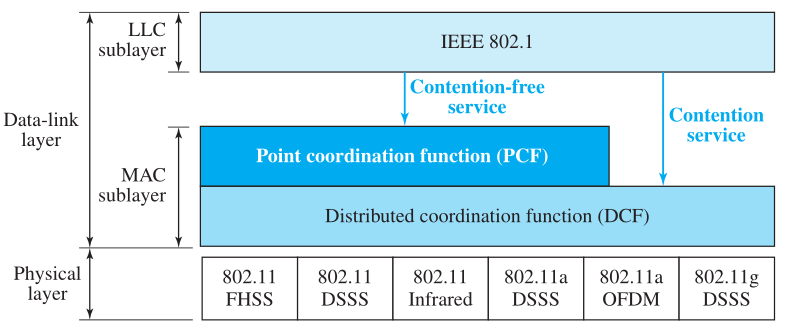 LLC
sublayer
IEEE 802.1
Contention-free
service
Contention
service
Data-link
layer
MAC
sublayer
Point coordination function (PCF)
Distributed coordination function (DCF)
Physical
layer
802.11
FHSS
802.11
DSSS
802.11
Infrared
802.11a
DSSS
802.11a
OFDM
802.11g
DSSS